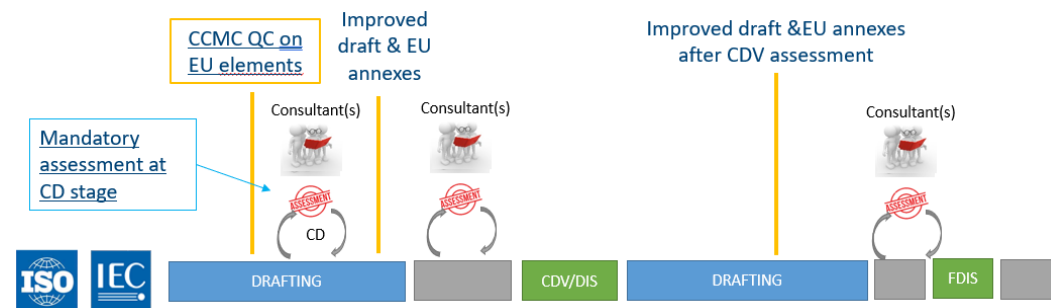 CCMC QC on
EU elements
Improved
draft & EU
annexes
Improved draft &EU annexes
after CDV assessment
Consultant(s)
Consultant(s)
Consultant(s)
Mandatory
assessment at
CD stage
ASSESSMENT
ASSESSMENT
ASSESSMENT
CD
ISO
IEC
DRAFTING
CDV/DIS
DRAFTING
FDIS